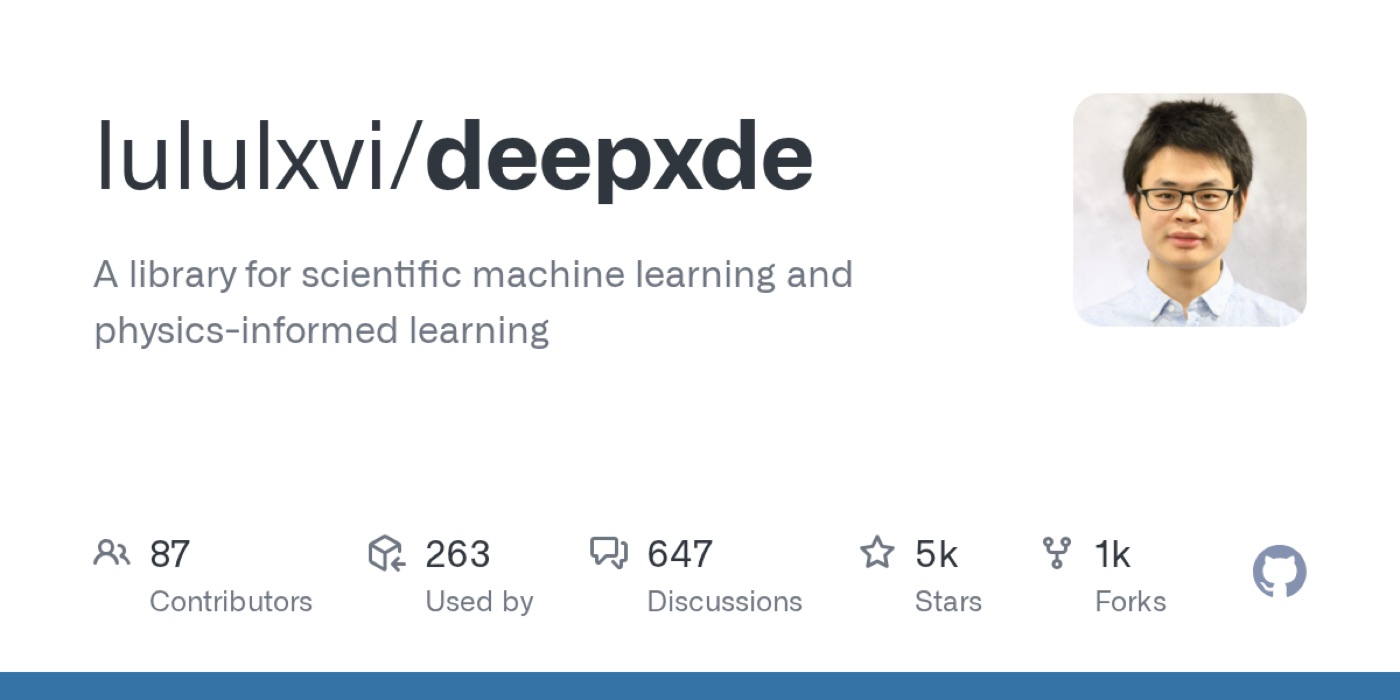 lululxvi/deepxde
A library for scientific machine learning and
physics-informed learning
87
Contributors
263
Used by
647
Discussions
5k
Stars
1k
Forks